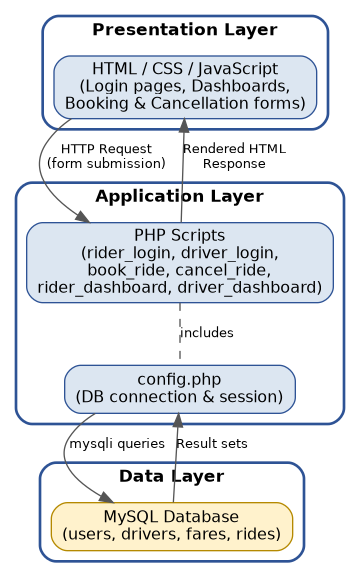 Presentation Layer
HTML / CSS / JavaScript
(Login pages, Dashboards,
Booking & Cancellation forms)
HTTP Request
(form submission)
Rendered HTML
Response
Application Layer
PHP Scripts
(rider_login, driver_login,
book_ride, cancel_ride,
rider_dashboard, driver_dashboard)
includes
config.php
(DB connection & session)
mysqli queries
Result sets
Data Layer
MySQL Database
(users, drivers, fares, rides)